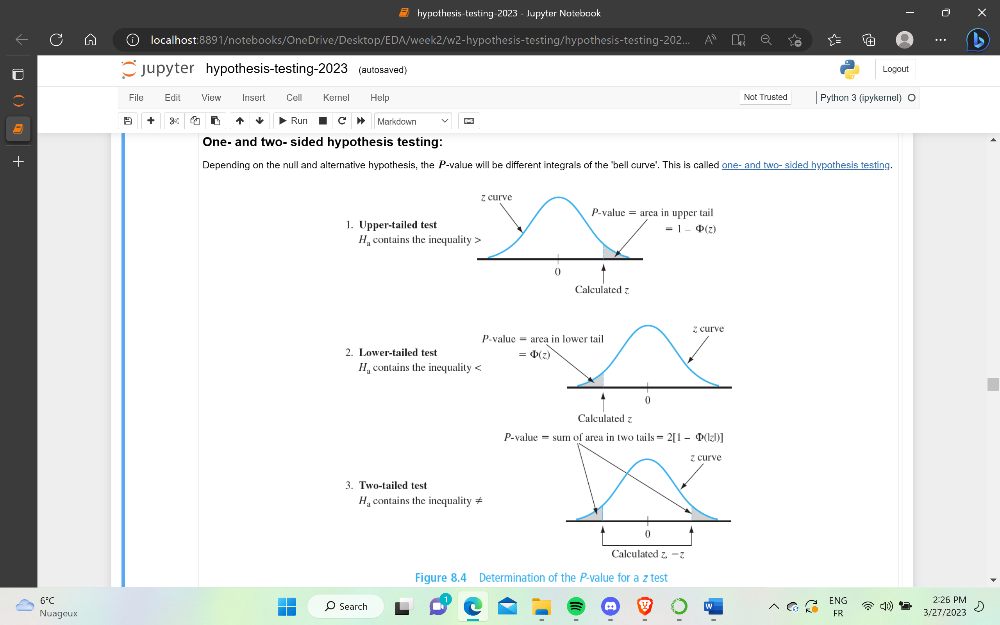 hypothesis-testing-2023 - Jupyter Notebook
localhost:8891/notebooks/OneDrive/Desktop/EDA/week2/w2-hypothesis-testing/hypothesis-testing-202...
jupyter hypothesis-testing-2023 (autosaved)
Logout
File Edit View Insert Cell Kernel Help
Not Trusted
Python 3 (ipykernel)
Run
Markdown
One- and two- sided hypothesis testing:
Depending on the null and alternative hypothesis, the P-value will be different integrals of the 'bell curve'. This is called one- and two- sided hypothesis testing.
z curve
P-value = area in upper tail
= 1 – Φ(z)
1. Upper-tailed test
Ha contains the inequality >
0
Calculated z
z curve
P-value = area in lower tail
= Φ(z)
2. Lower-tailed test
Ha contains the inequality <
0
Calculated z
P-value = sum of area in two tails = 2[1 – Φ(|z|)]
z curve
3. Two-tailed test
Ha contains the inequality ≠
0
Calculated z, −z
Figure 8.4 Determination of the P-value for a z test
6°C
Nuageux
Search
1
W
ENG
FR
2:26 PM
3/27/2023